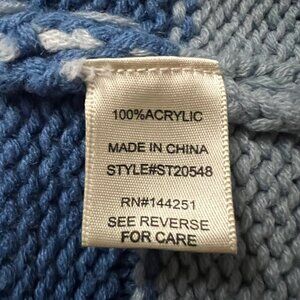 100%ACRYLIC
MADE IN CHINA
STYLE#ST20548
RN#144251
SEE REVERSE
FOR CARE